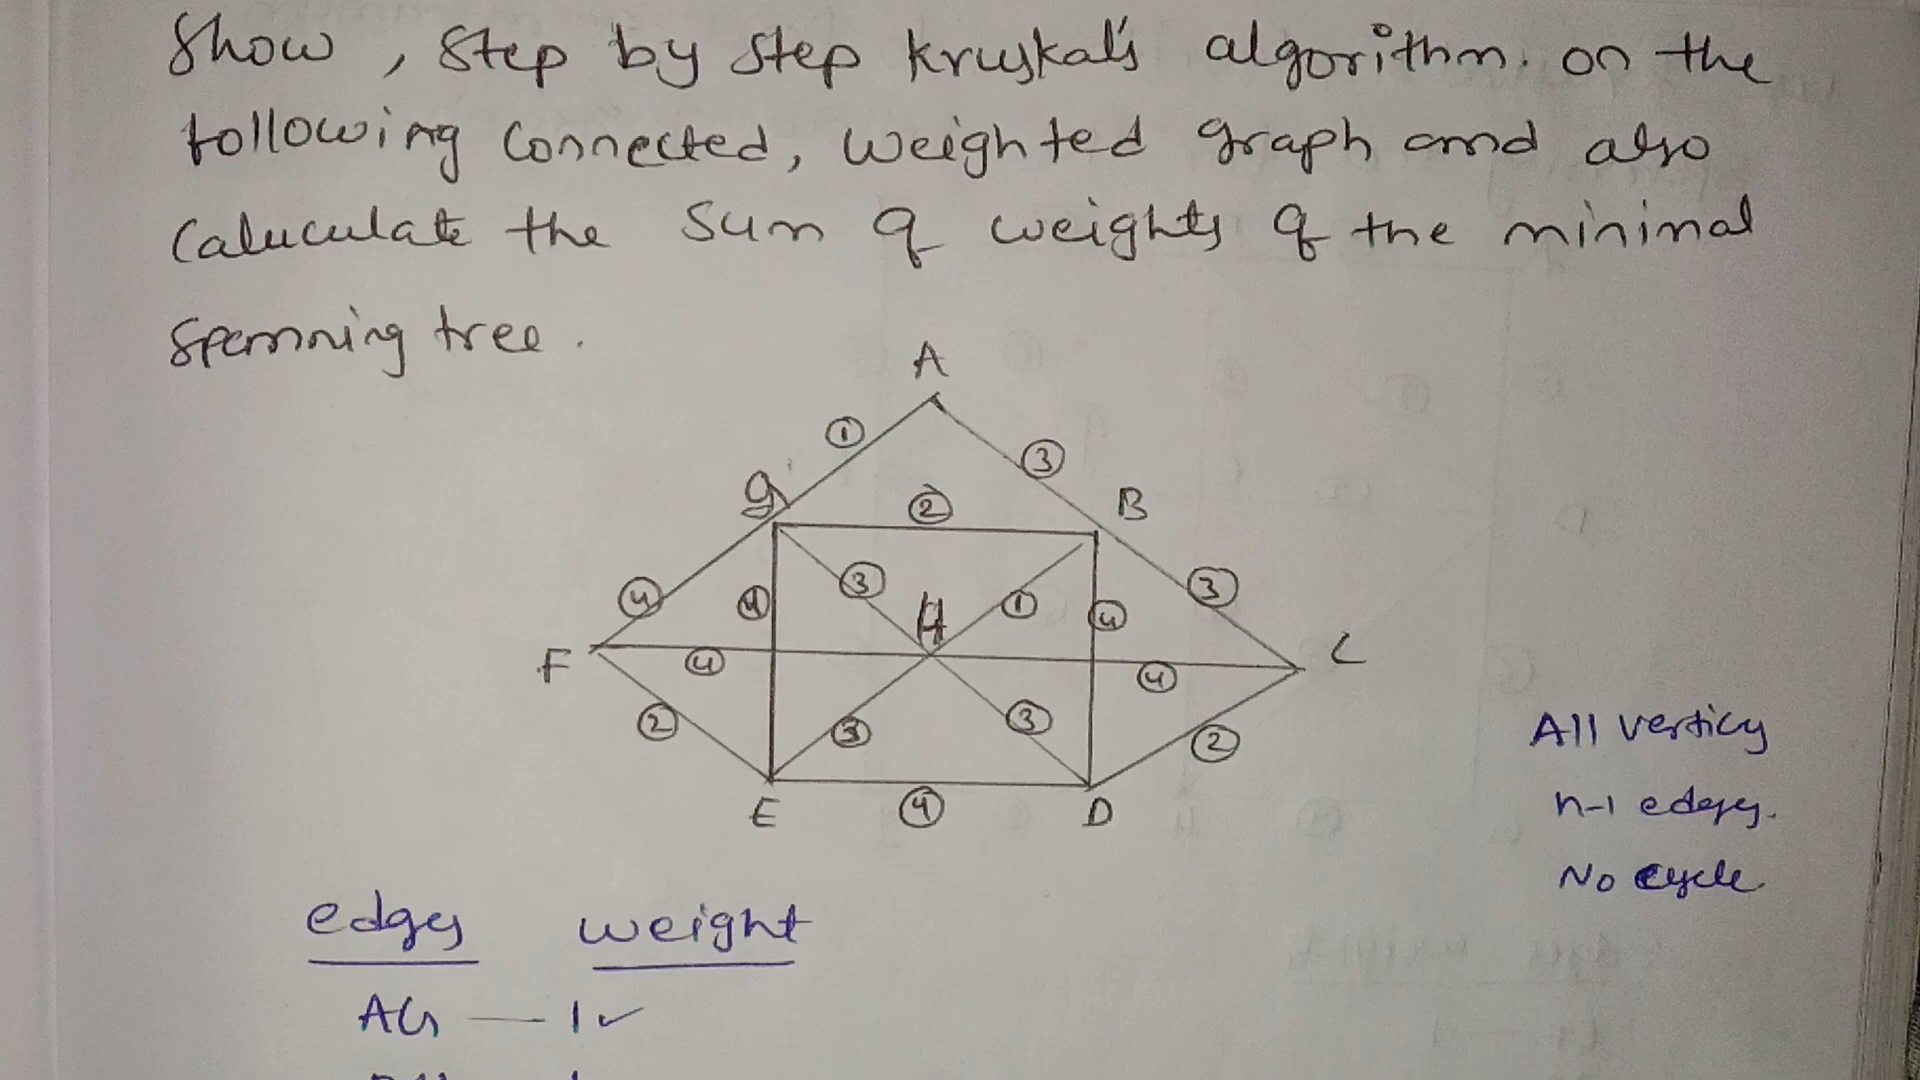 Show, Step by step kruskal's algorithm. on the
following connected, weighted graph and also
Caluculate the sum of weights of the minimal
Spanning tree.
A
1
3
G
2
B
4
4
3
H
1
4
3
F
4
4
C
2
3
3
2
E
4
D
All vertics
n-1 edges.
No cycle
edges weight
AG — 1 ✓